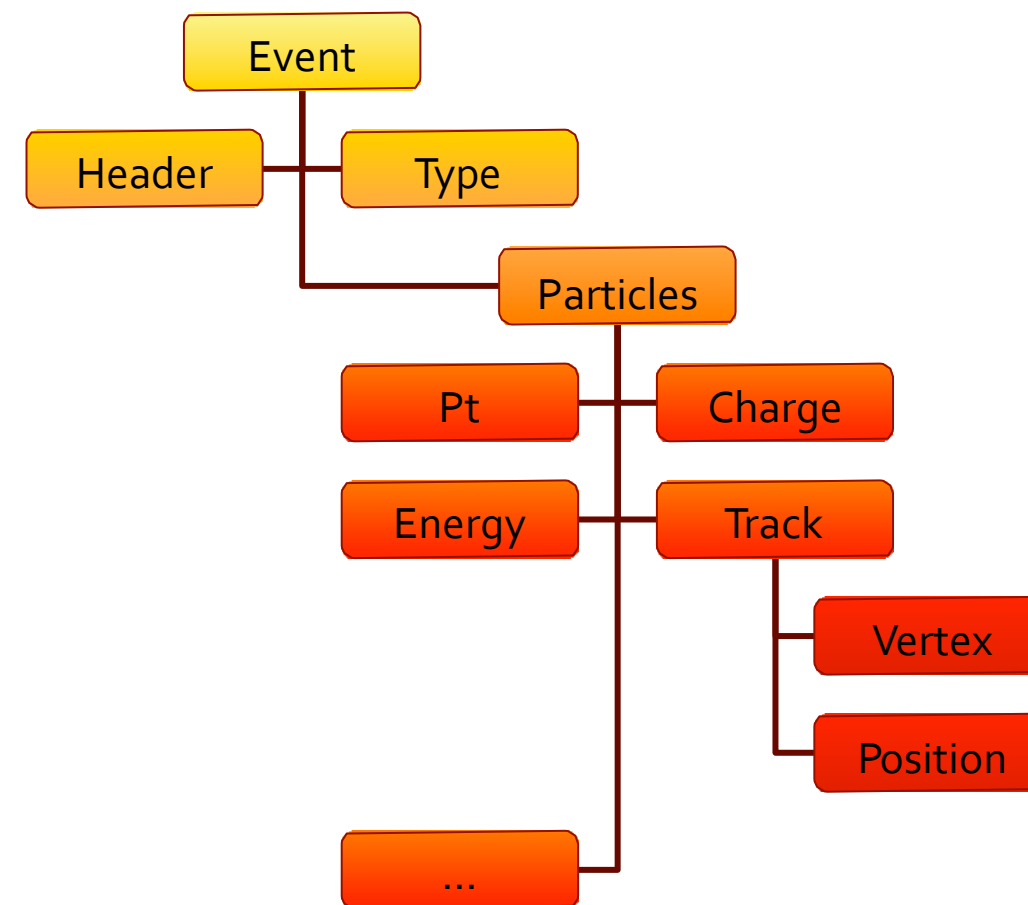 Event
Header
Type
Particles
Pt
Charge
Energy
Track
Vertex
Position
...